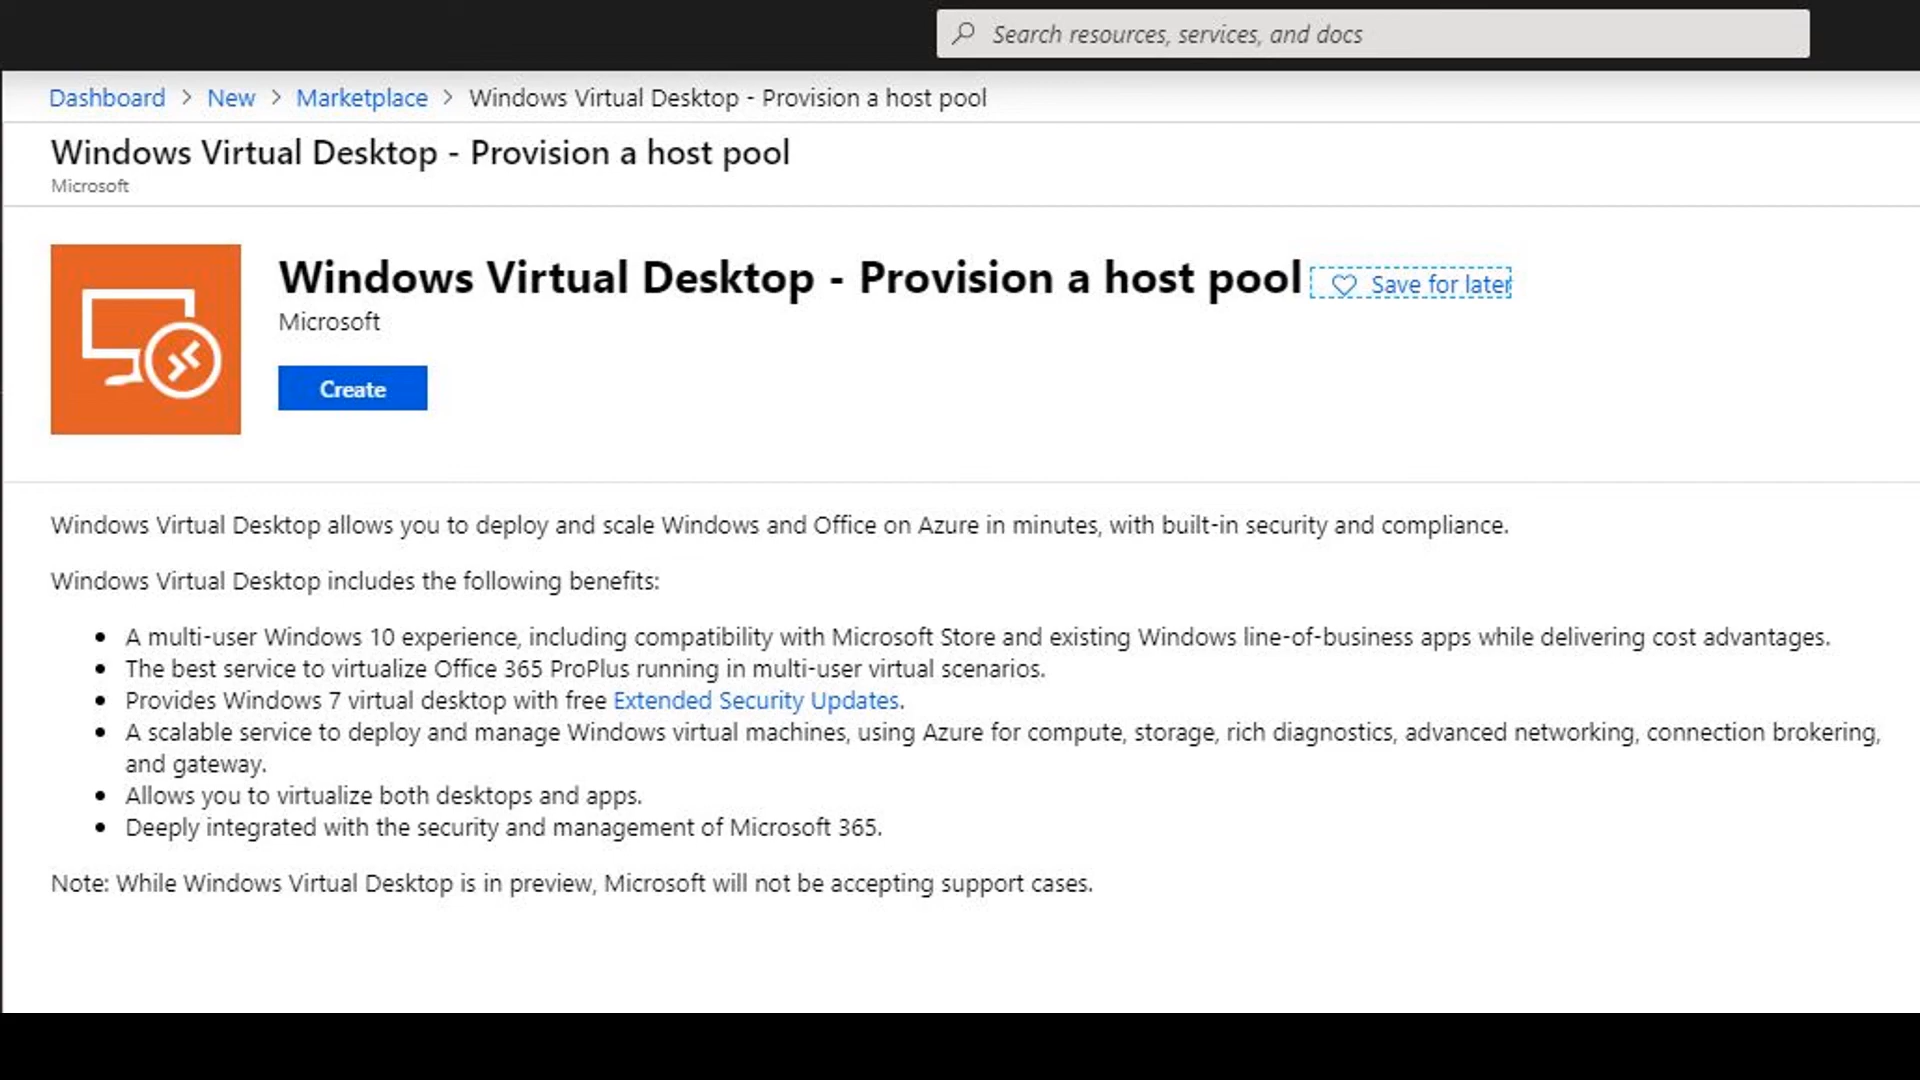 Search resources, services, and docs
Dashboard > New > Marketplace > Windows Virtual Desktop - Provision a host pool
Windows Virtual Desktop - Provision a host pool
Microsoft
Windows Virtual Desktop - Provision a host pool Save for later
Microsoft
Create
Windows Virtual Desktop allows you to deploy and scale Windows and Office on Azure in minutes, with built-in security and compliance.
Windows Virtual Desktop includes the following benefits:
• A multi-user Windows 10 experience, including compatibility with Microsoft Store and existing Windows line-of-business apps while delivering cost advantages.
• The best service to virtualize Office 365 ProPlus running in multi-user virtual scenarios.
• Provides Windows 7 virtual desktop with free Extended Security Updates.
• A scalable service to deploy and manage Windows virtual machines, using Azure for compute, storage, rich diagnostics, advanced networking, connection brokering,
and gateway.
• Allows you to virtualize both desktops and apps.
• Deeply integrated with the security and management of Microsoft 365.
Note: While Windows Virtual Desktop is in preview, Microsoft will not be accepting support cases.